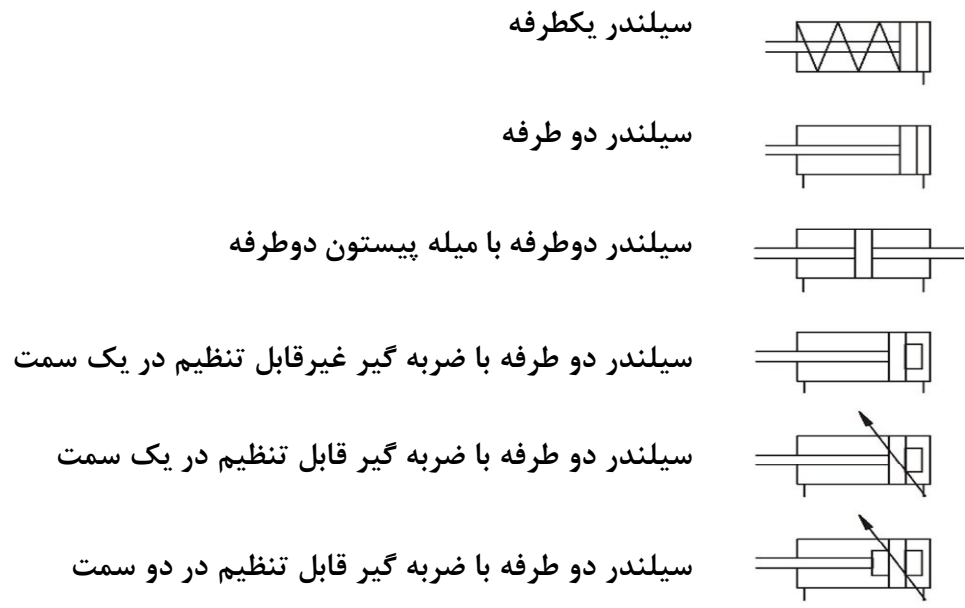 سیلندر یکطرفه
سیلندر دو طرفه
سیلندر دوطرفه با میله پیستون دوطرفه
سیلندر دو طرفه با ضربه گیر غیرقابل تنظیم در یک سمت
سیلندر دو طرفه با ضربه گیر قابل تنظیم در یک سمت
سیلندر دو طرفه با ضربه گیر قابل تنظیم در دو سمت